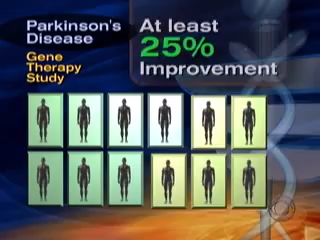 Parkinson's
Disease
Gene
Therapy
Study
At least
25%
Improvement